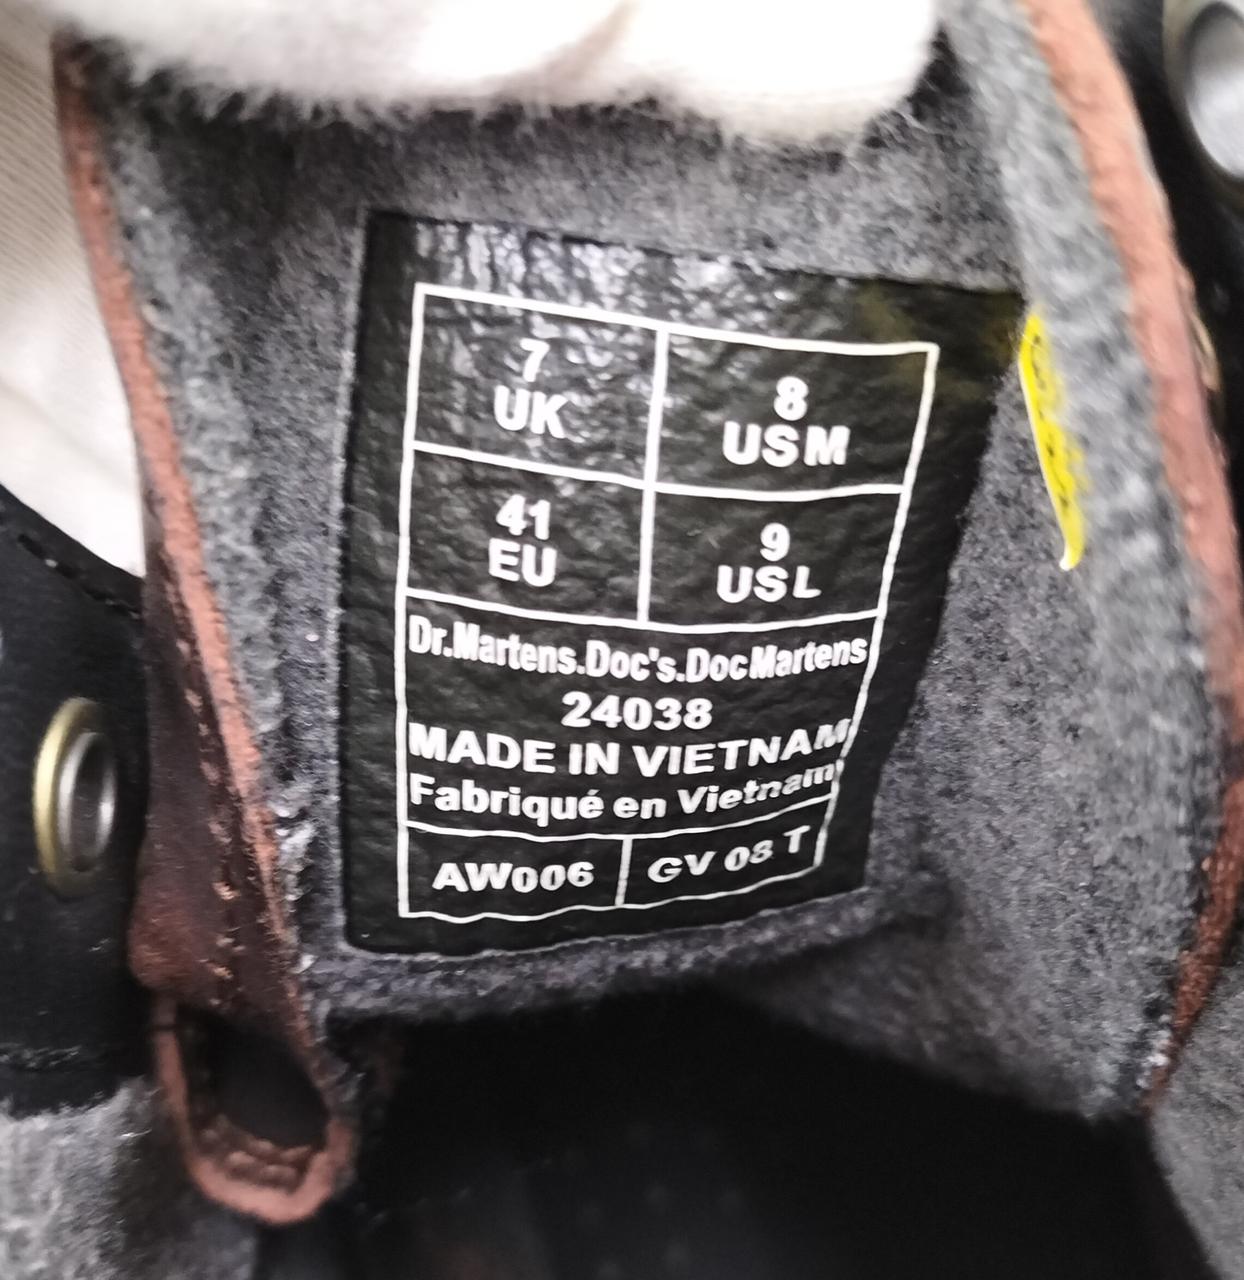 7
UK
8
USM
41
EU
9
USL
Dr.Martens.Doc's.DocMartens
24038
MADE IN VIETNAM
Fabriqué en Vietnam
AW006
GV 08 T